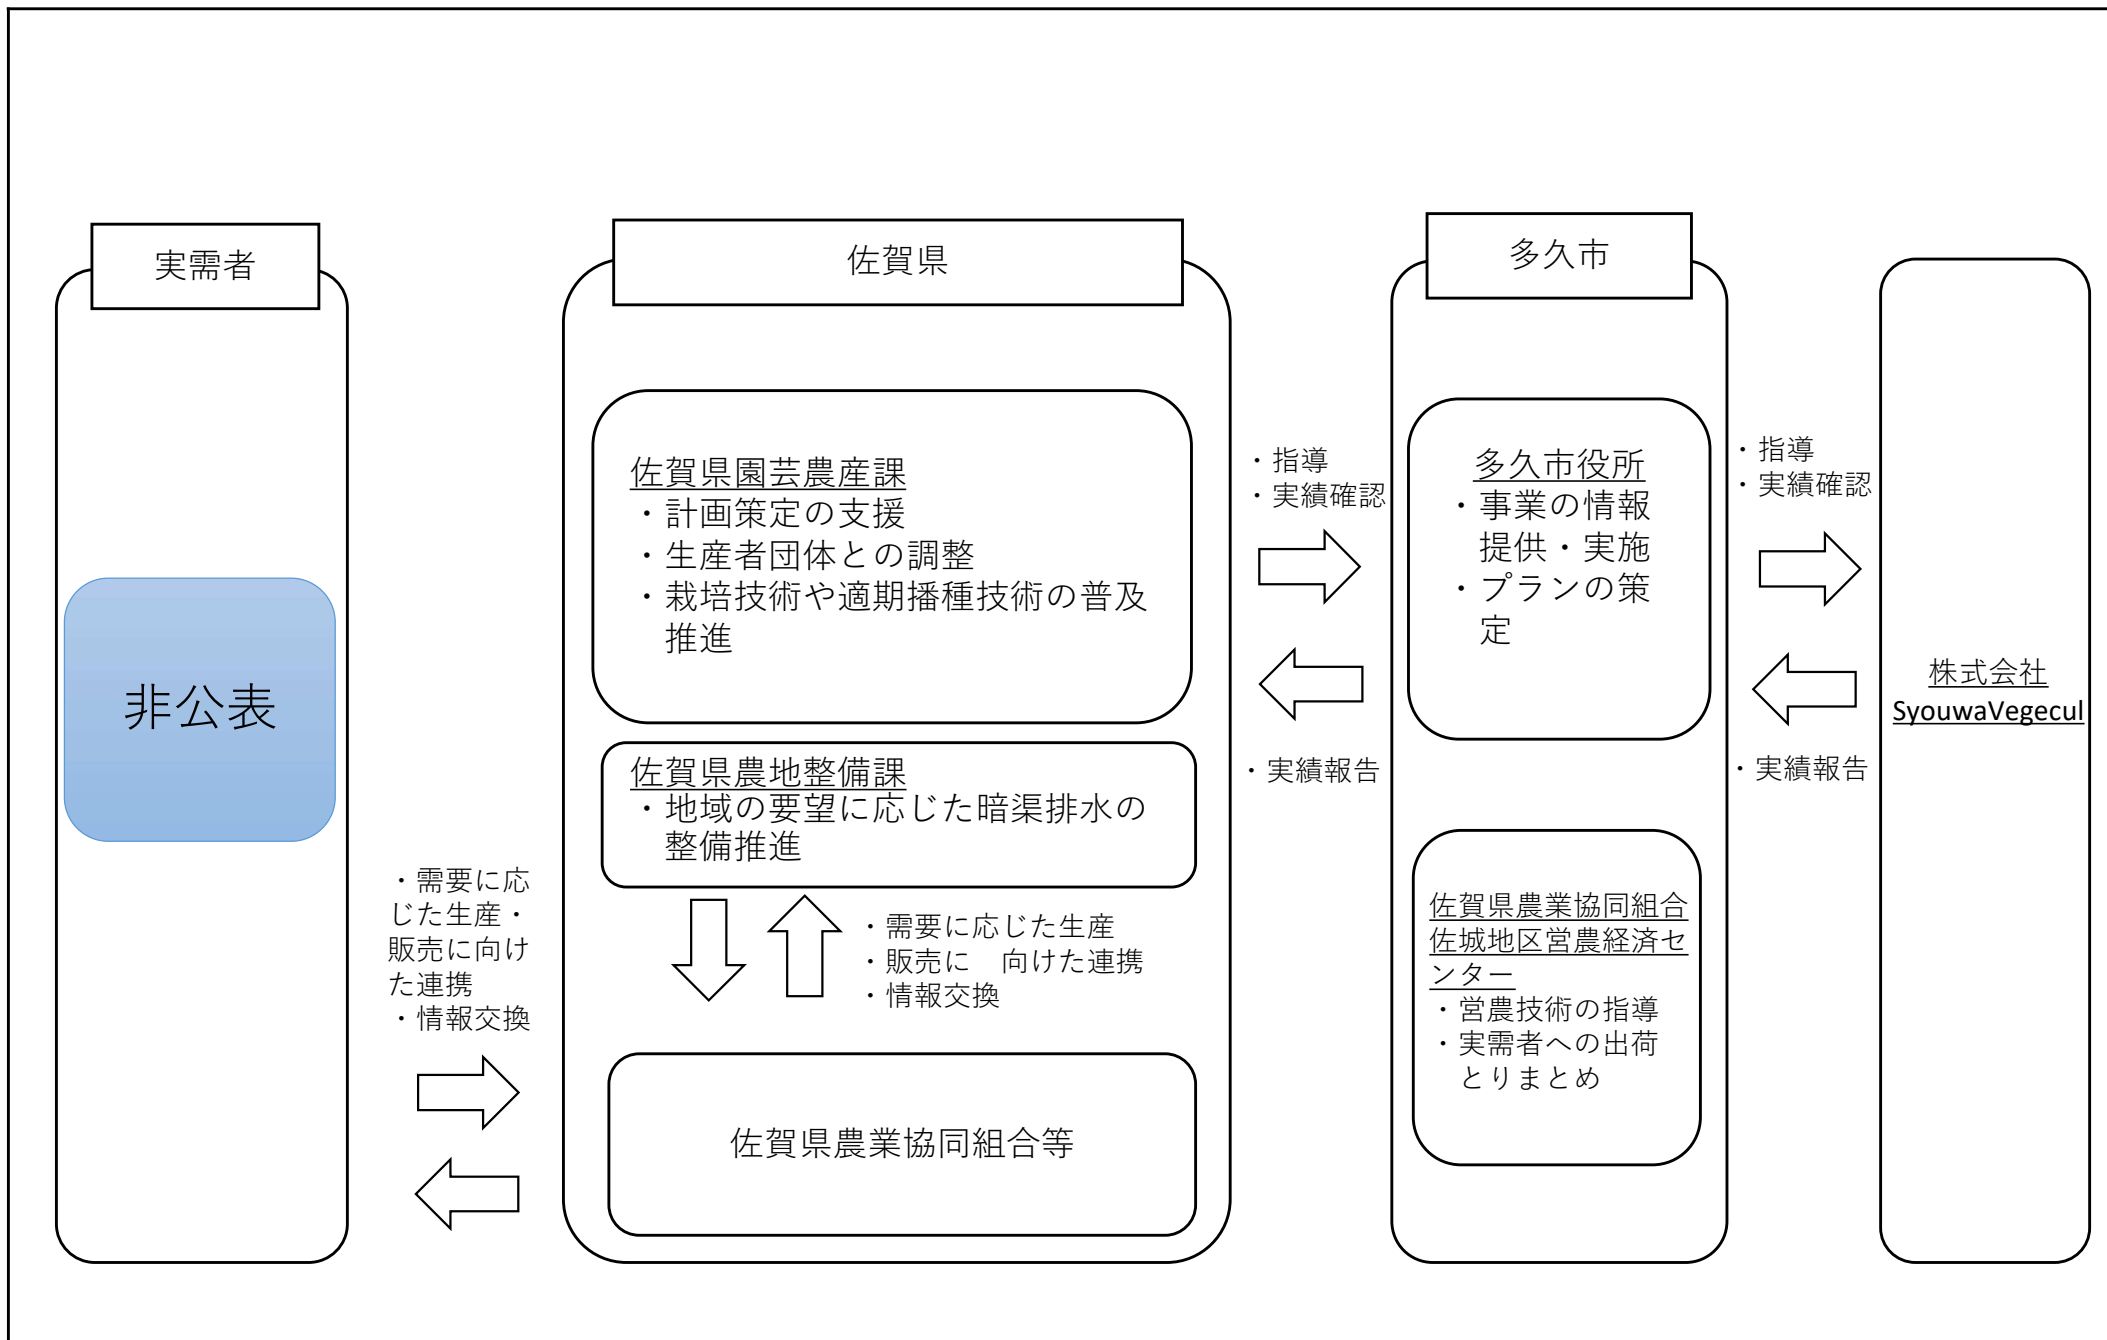 実需者
非公表
・需要に応
じた生産・
販売に向け
た連携
・情報交換
佐賀県
佐賀県園芸農産課
・計画策定の支援
・生産者団体との調整
・栽培技術や適期播種技術の普及
推進
佐賀県農地整備課
・地域の要望に応じた暗渠排水の
整備推進
・需要に応じた生産
・販売に　向けた連携
・情報交換
佐賀県農業協同組合等
・指導
・実績確認
・実績報告
多久市
多久市役所
・事業の情報
提供・実施
・プランの策
定
佐賀県農業協同組合
佐城地区営農経済セ
ンター
・営農技術の指導
・実需者への出荷
とりまとめ
・指導
・実績確認
・実績報告
株式会社
SyouwaVegecul